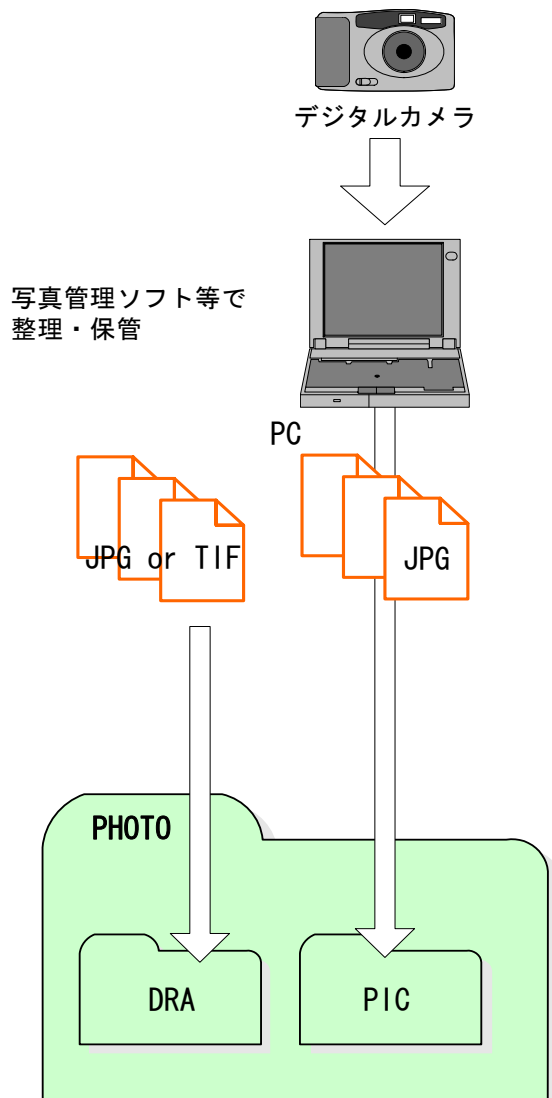 デジタルカメラ
写真管理ソフト等で
整理・保管
PC
JPG or TIF
JPG
PHOTO
DRA
PIC